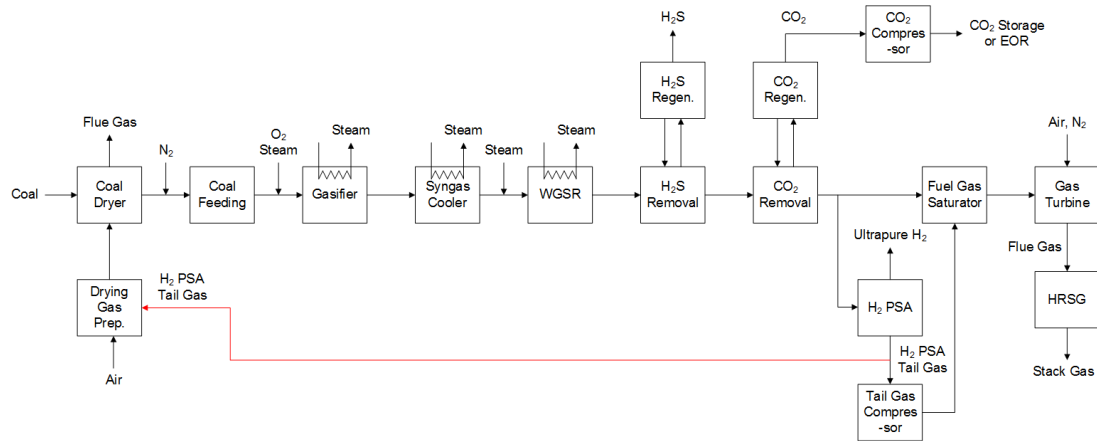 H₂S
CO₂
CO₂
Compres
-sor
CO₂ Storage
or EOR
H₂S
Regen.
CO₂
Regen.
Flue Gas
N₂
O₂
Steam
Steam
Steam
Steam
Steam
Air, N₂
Coal
Coal
Dryer
Coal
Feeding
Gasifier
Syngas
Cooler
WGSR
H₂S
Removal
CO₂
Removal
Fuel Gas
Saturator
Gas
Turbine
Ultrapure H₂
Flue Gas
H₂ PSA
Tail Gas
Drying
Gas
Prep.
H₂ PSA
HRSG
Air
H₂ PSA
Tail Gas
Stack Gas
Tail Gas
Compres
-sor